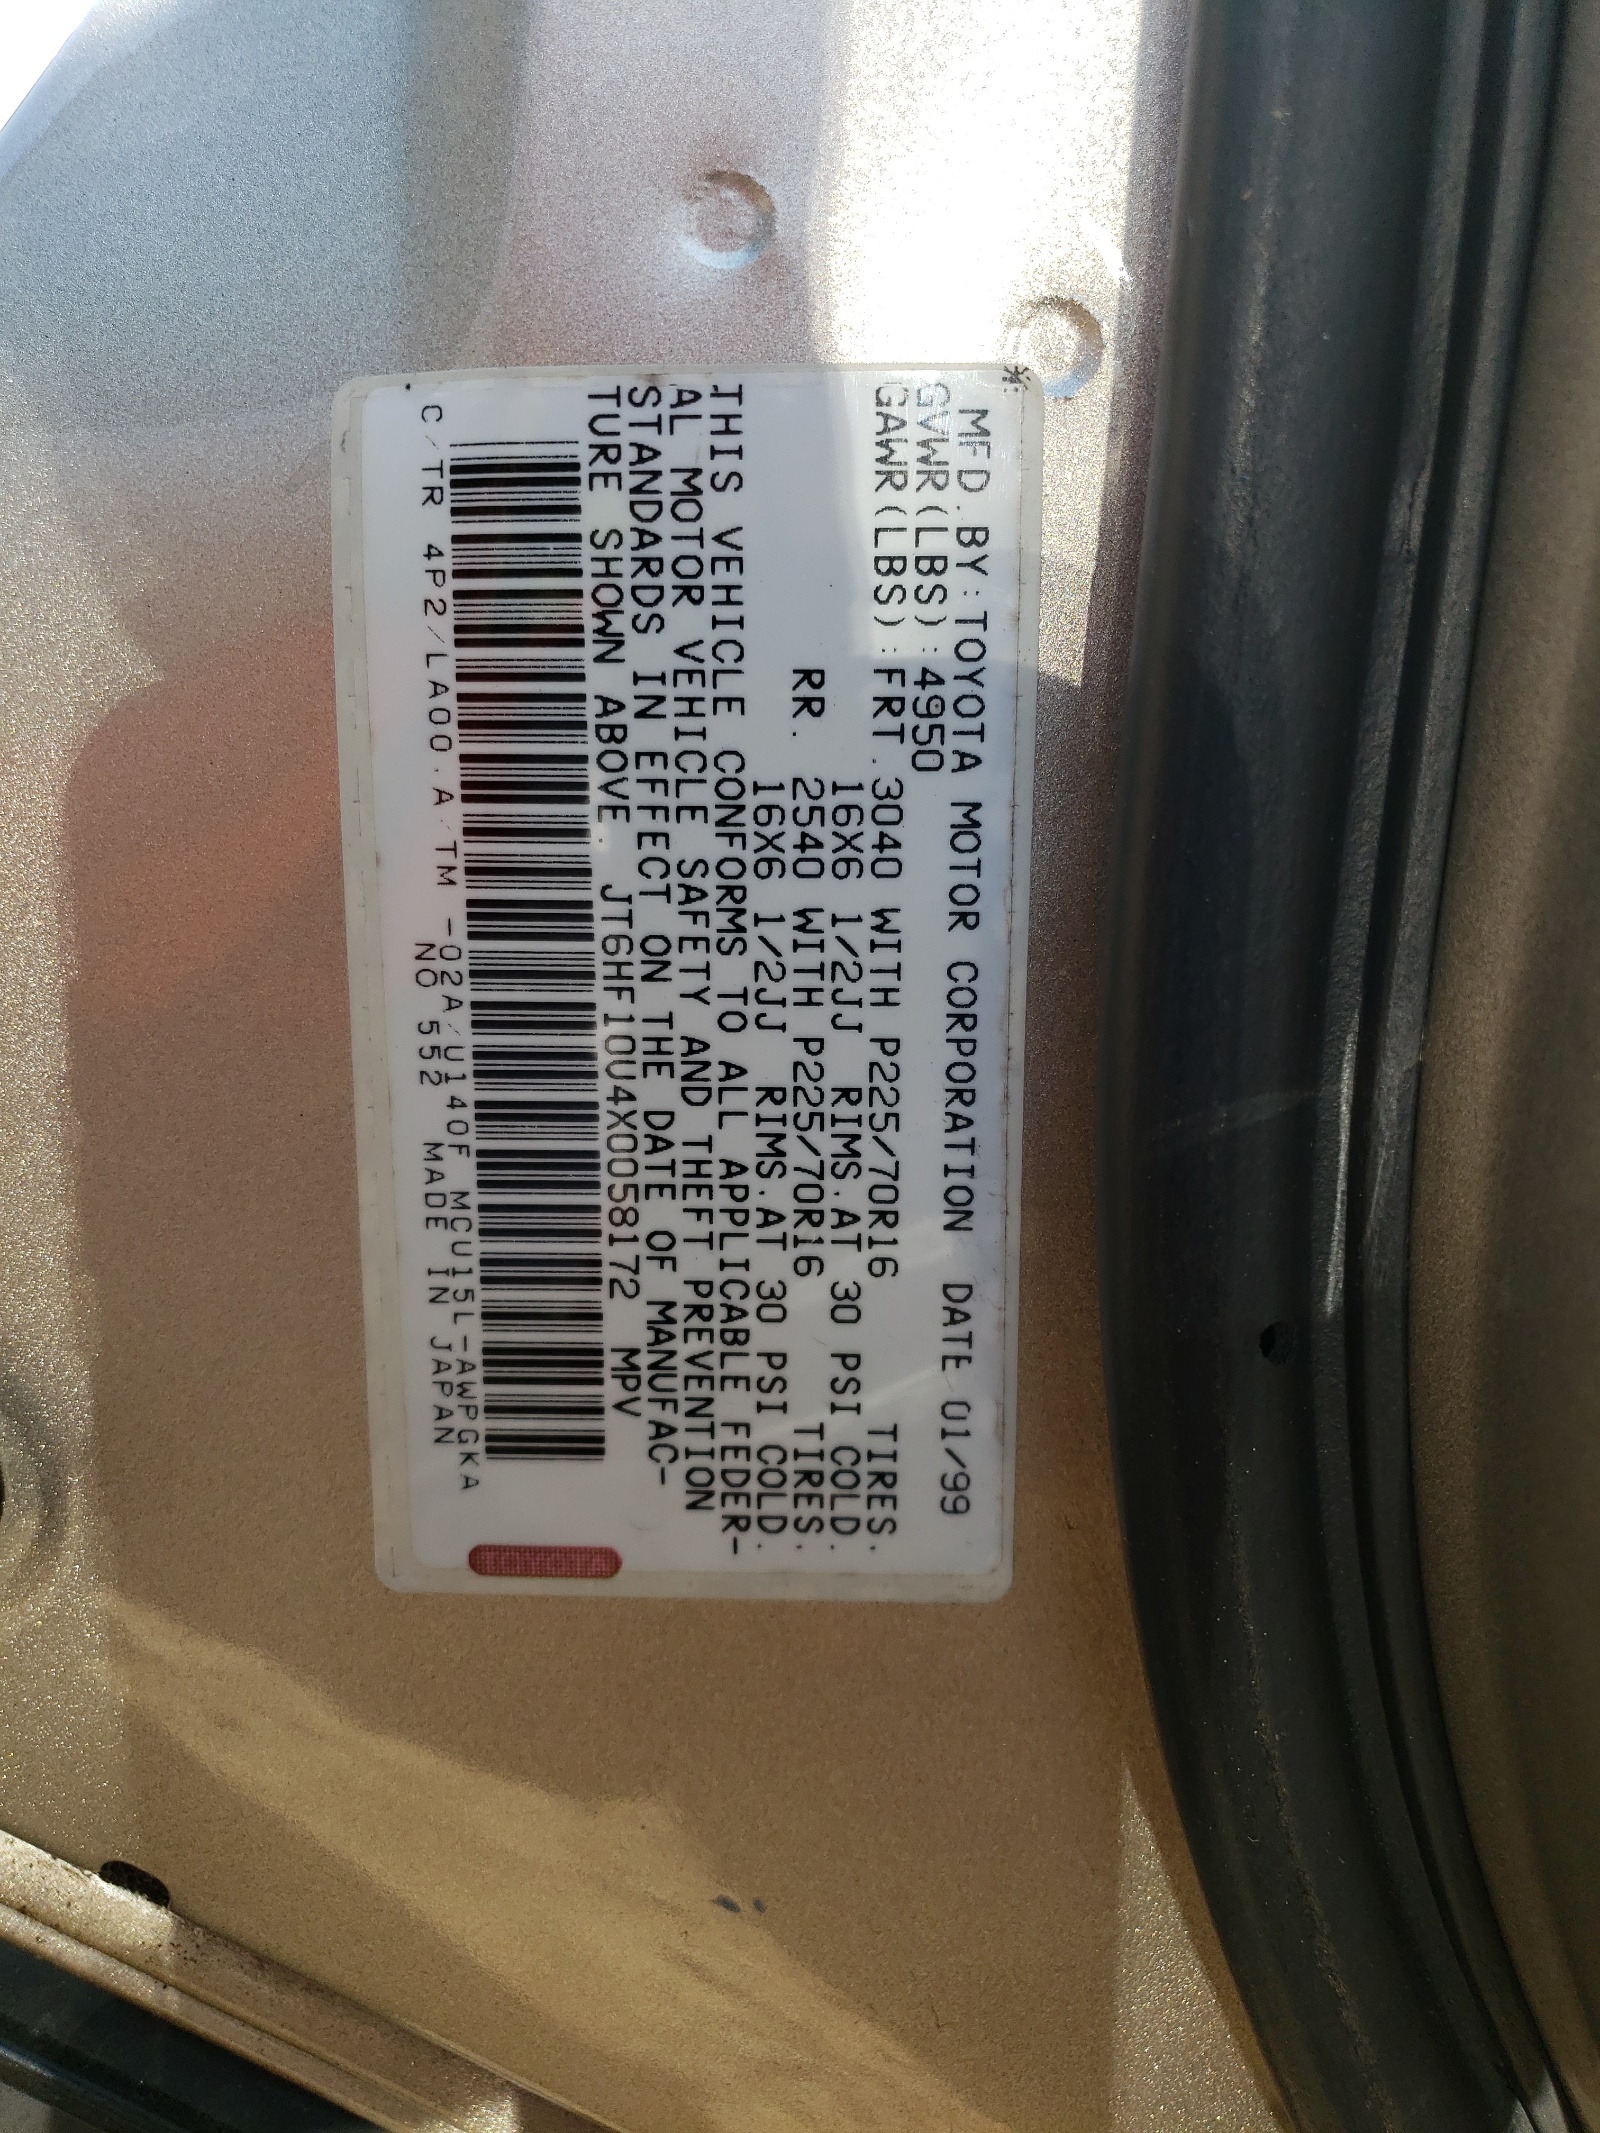 MFD. BY: TOYOTA MOTOR CORPORATION DATE 01/99
GVWR(LBS): 4950
GAWR(LBS): FRT. 3040 WITH P225/70R16 TIRES.
16X6 1/2JJ RIMS. AT 30 PSI COLD.
RR. 2540 WITH P225/70R16 TIRES.
16X6 1/2JJ RIMS. AT 30 PSI COLD.
THIS VEHICLE CONFORMS TO ALL APPLICABLE FEDER-
AL MOTOR VEHICLE SAFETY AND THEFT PREVENTION
STANDARDS IN EFFECT ON THE DATE OF MANUFAC-
TURE SHOWN ABOVE. JT6HF10U4X0058172 MPV
C/TR 4P2/LA00.A/TM -02A/U140F MCU15L-AWPGKA
NO 552 MADE IN JAPAN